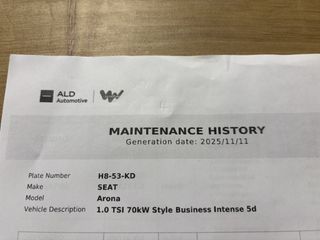 ALD
Automotive
MAINTENANCE HISTORY
Generation date: 2025/11/11
Plate Number H8-53-KD
Make SEAT
Model Arona
Vehicle Description 1.0 TSI 70kW Style Business Intense 5d